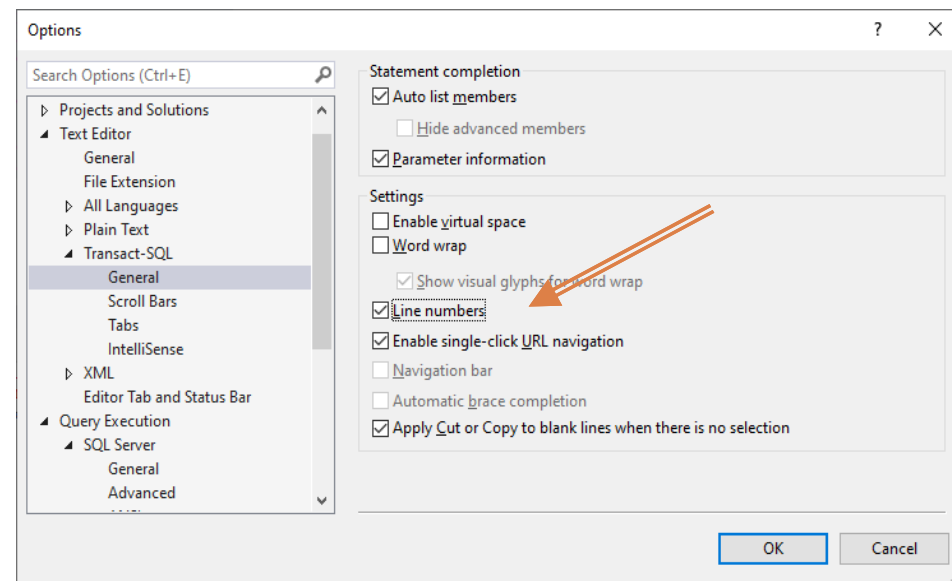 Options
?
Search Options (Ctrl+E)
Projects and Solutions
Text Editor
General
File Extension
All Languages
Plain Text
Transact-SQL
General
Scroll Bars
Tabs
IntelliSense
XML
Editor Tab and Status Bar
Query Execution
SQL Server
General
Advanced
Statement completion
Auto list members
Hide advanced members
Parameter information
Settings
Enable virtual space
Word wrap
Show visual glyphs for word wrap
Line numbers
Enable single-click URL navigation
Navigation bar
Automatic brace completion
Apply Cut or Copy to blank lines when there is no selection
OK
Cancel